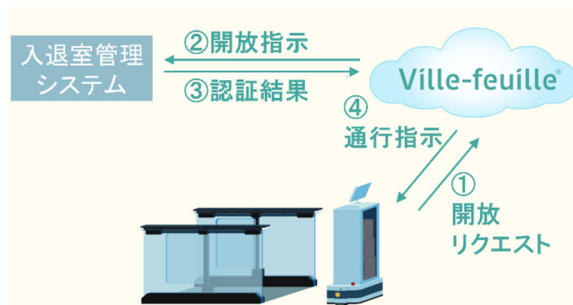 入退室管理
システム
②開放指示
③認証結果
Ville-feuille®
④
通行指示
①
開放
リクエスト